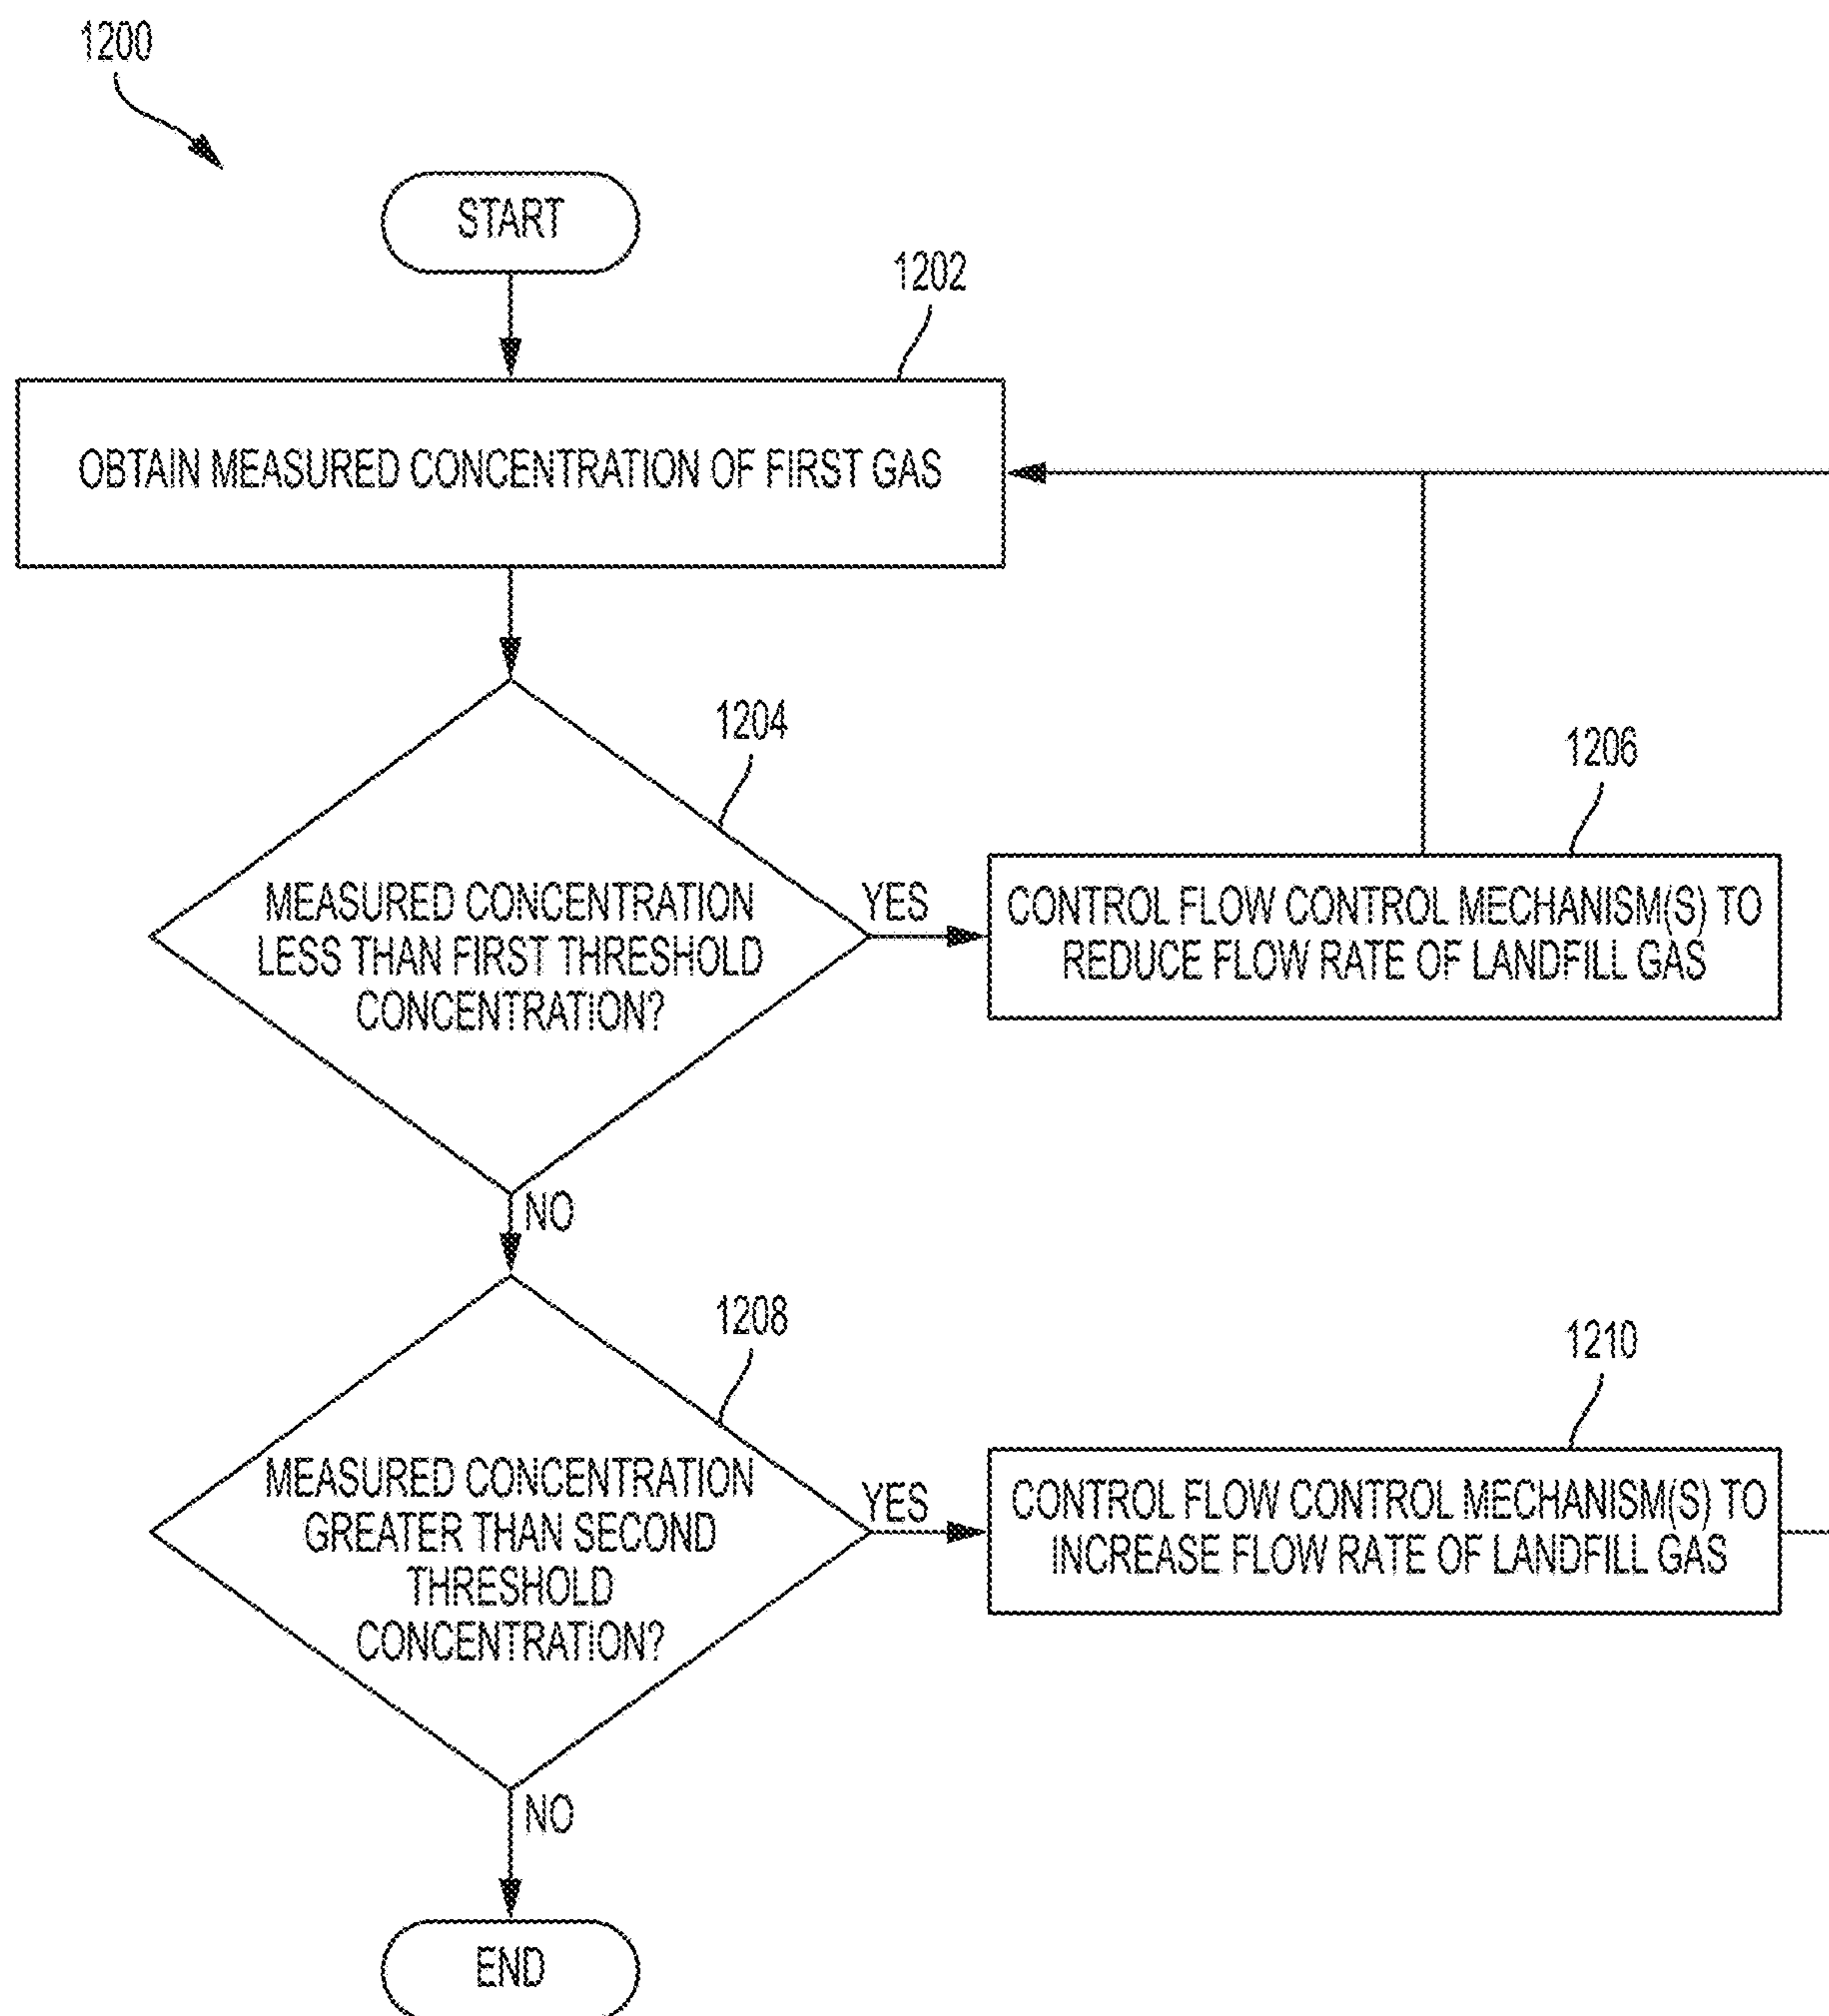 1200
START
1202
OBTAIN MEASURED CONCENTRATION OF FIRST GAS
1204
MEASURED CONCENTRATION
LESS THAN FIRST THRESHOLD
CONCENTRATION?
YES
1206
CONTROL FLOW CONTROL MECHANISM(S) TO
REDUCE FLOW RATE OF LANDFILL GAS
NO
1208
MEASURED CONCENTRATION
GREATER THAN SECOND
THRESHOLD
CONCENTRATION?
YES
1210
CONTROL FLOW CONTROL MECHANISM(S) TO
INCREASE FLOW RATE OF LANDFILL GAS
NO
END